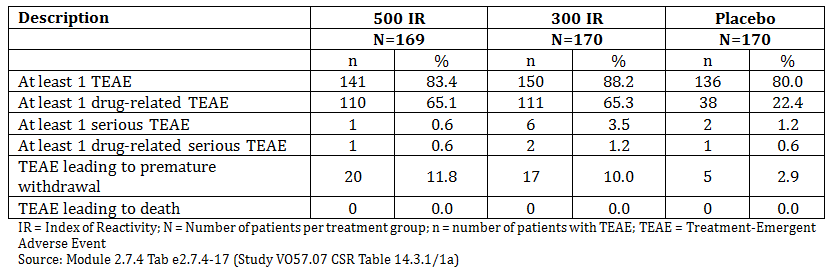 Description 500 IR 300 IR Placebo
N=169 N=170 N=170
n % n % n %
At least 1 TEAE 141 83.4 150 88.2 136 80.0
At least 1 drug-related TEAE 110 65.1 111 65.3 38 22.4
At least 1 serious TEAE 1 0.6 6 3.5 2 1.2
At least 1 drug-related serious TEAE 1 0.6 2 1.2 1 0.6
TEAE leading to premature
withdrawal 20 11.8 17 10.0 5 2.9
TEAE leading to death 0 0.0 0 0.0 0 0.0
IR = Index of Reactivity; N = Number of patients per treatment group; n = number of patients with TEAE; TEAE = Treatment-Emergent
Adverse Event
Source: Module 2.7.4 Tab e2.7.4-17 (Study VO57.07 CSR Table 14.3.1/1a)